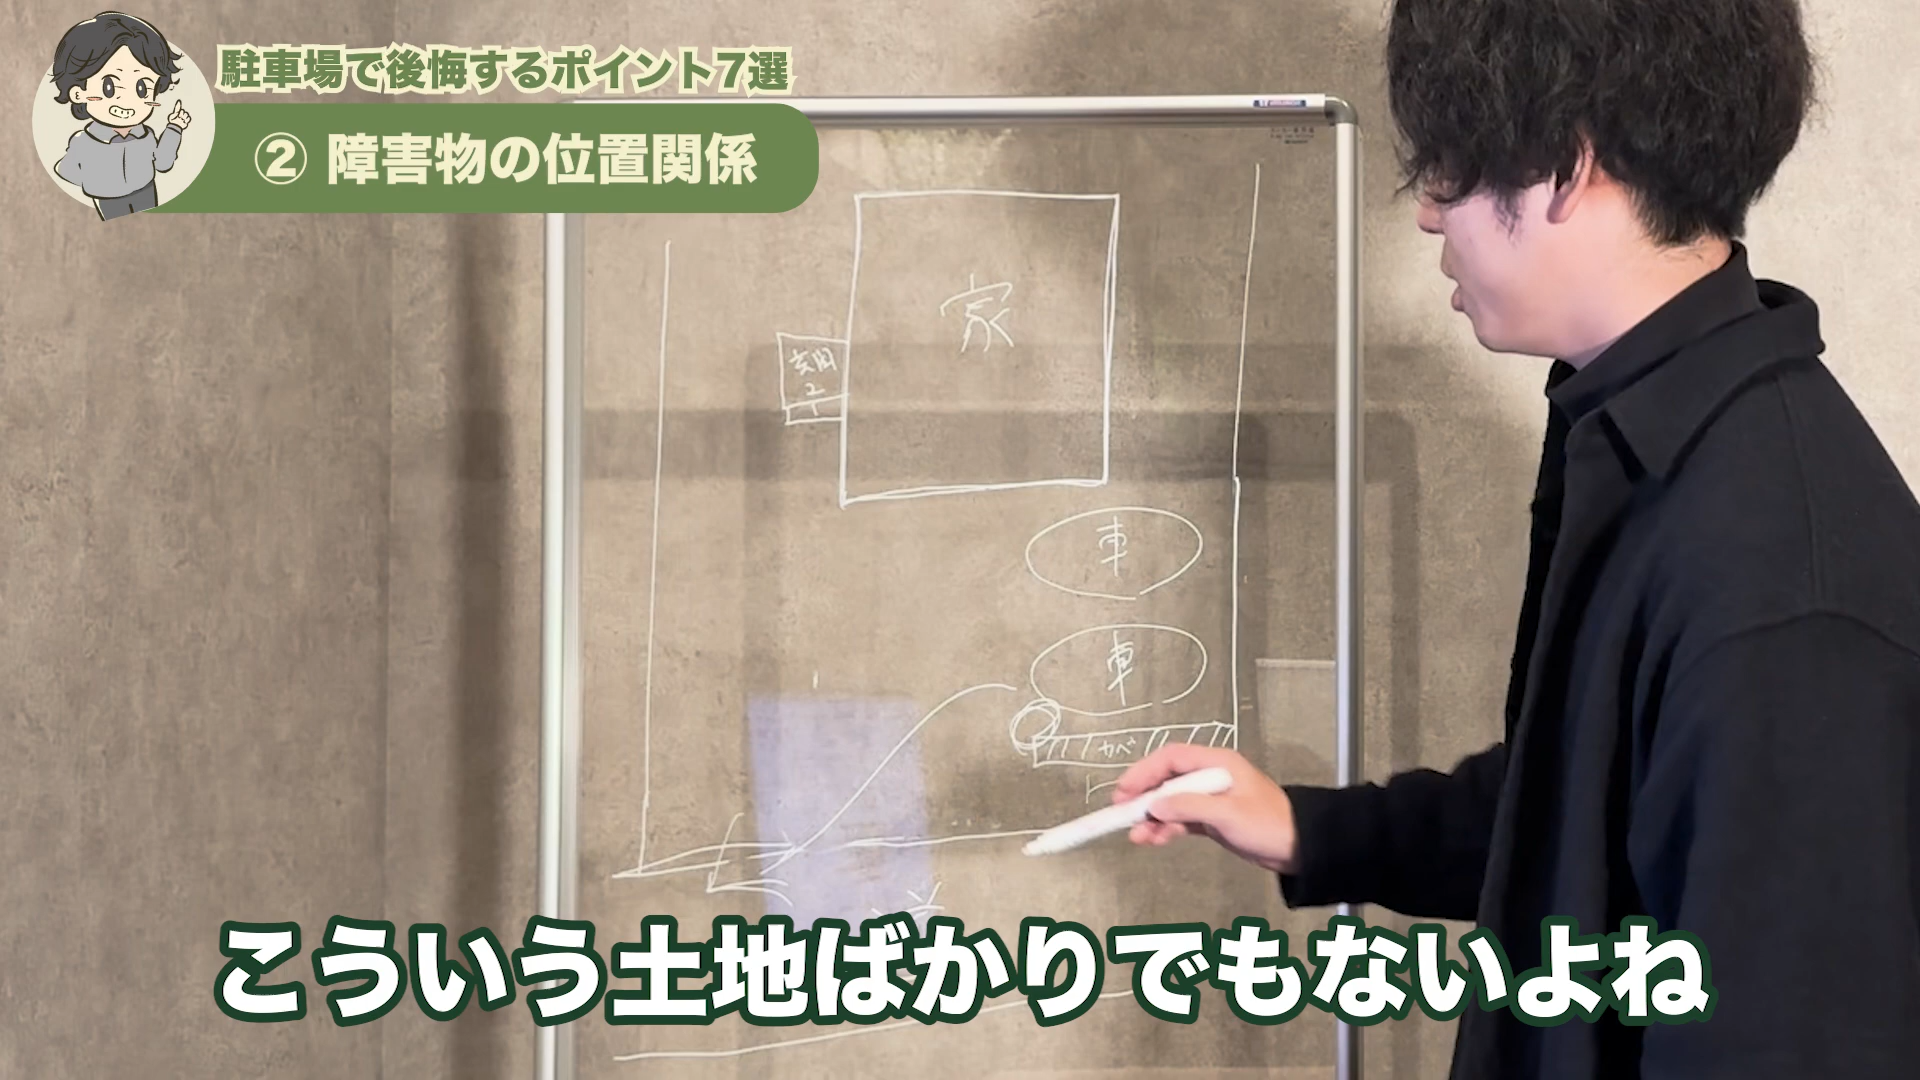 駐車場で後悔するポイント7選
② 障害物の位置関係
家
玄関
車
車
カベ
こういう土地ばかりでもないよね